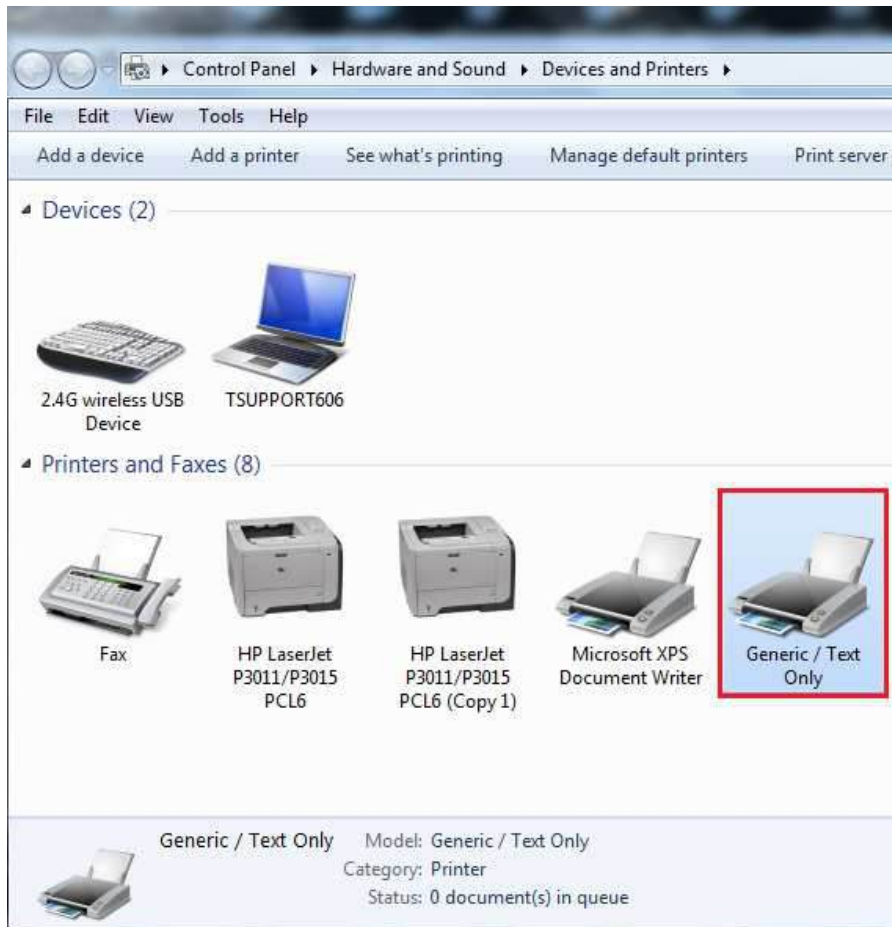 Control Panel Hardware and Sound Devices and Printers
File Edit View Tools Help
Add a device Add a printer See what's printing Manage default printers Print server
Devices (2)
2.4G wireless USB
Device
TSUPPORT606
Printers and Faxes (8)
Fax
HP LaserJet
P3011/P3015
PCL6
HP LaserJet
P3011/P3015
PCL6 (Copy 1)
Microsoft XPS
Document Writer
Generic / Text
Only
Generic / Text Only Model: Generic / Text Only
Category: Printer
Status: 0 document(s) in queue